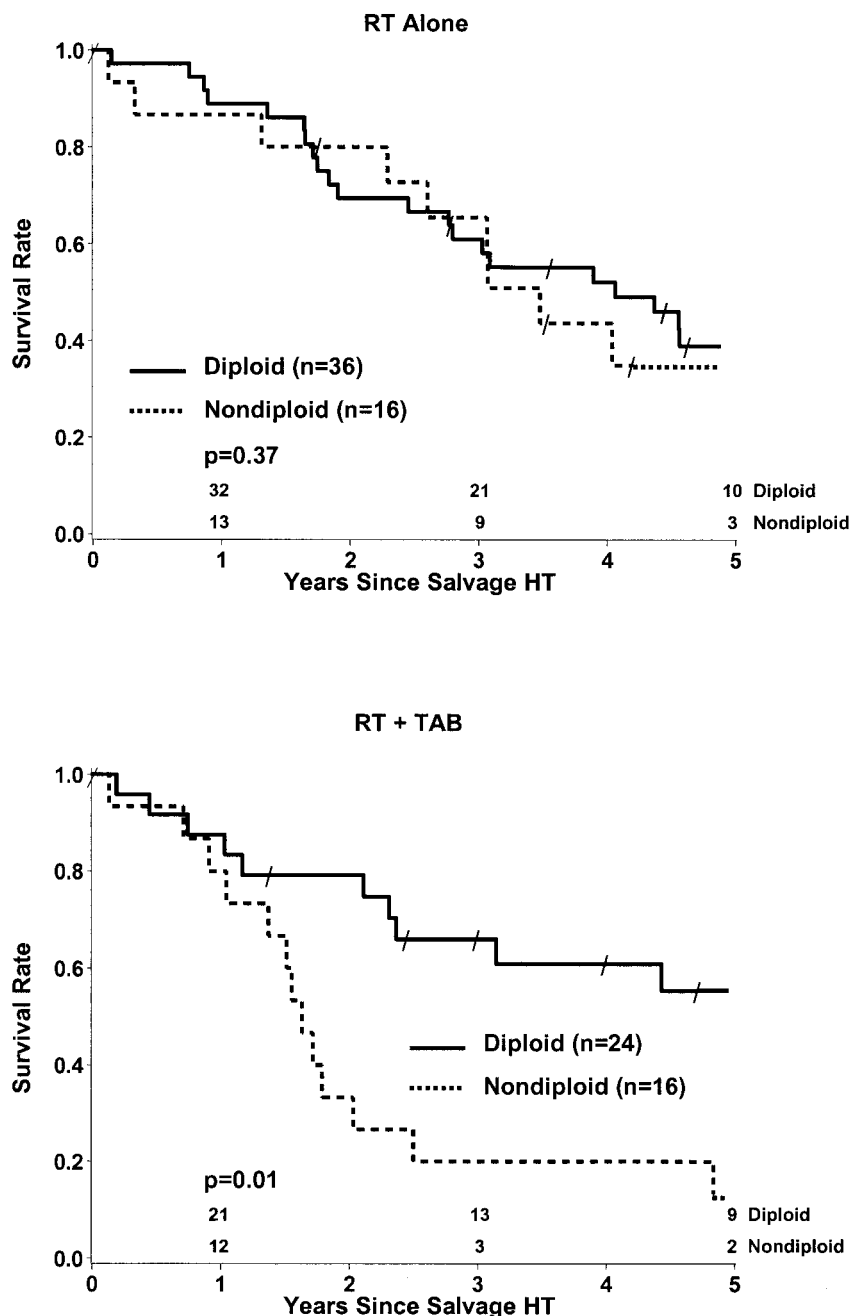 RT Alone
1.0
0.8
0.6
0.4
0.2
0.0
Survival Rate
Diploid (n=36)
Nondiploid (n=16)
p=0.37
32 21 10 Diploid
13 9 3 Nondiploid
0 1 2 3 4 5
Years Since Salvage HT
RT + TAB
1.0
0.8
0.6
0.4
0.2
0.0
Survival Rate
Diploid (n=24)
Nondiploid (n=16)
p=0.01
21 13 9 Diploid
12 3 2 Nondiploid
0 1 2 3 4 5
Years Since Salvage HT